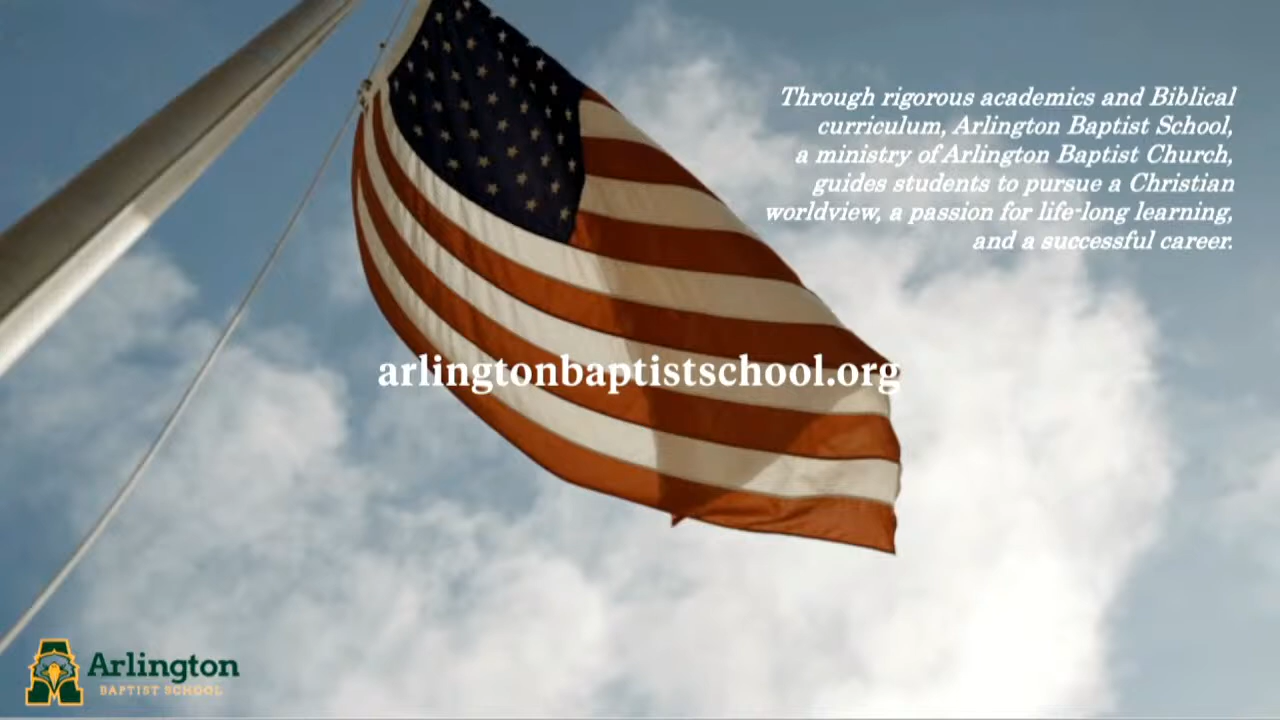 Through rigorous academics and Biblical
curriculum, Arlington Baptist School,
a ministry of Arlington Baptist Church,
guides students to pursue a Christian
worldview, a passion for life-long learning,
and a successful career.
arlingtonbaptistschool.org
Arlington
BAPTIST SCHOOL